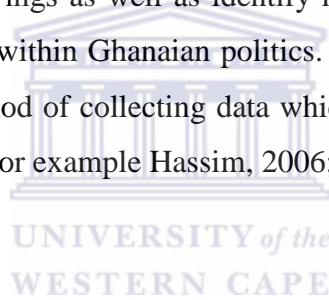 ngs as well as identify
within Ghanaian politics.
od of collecting data whic
or example Hassim, 2006;
UNIVERSITY of the
WESTERN CAPE